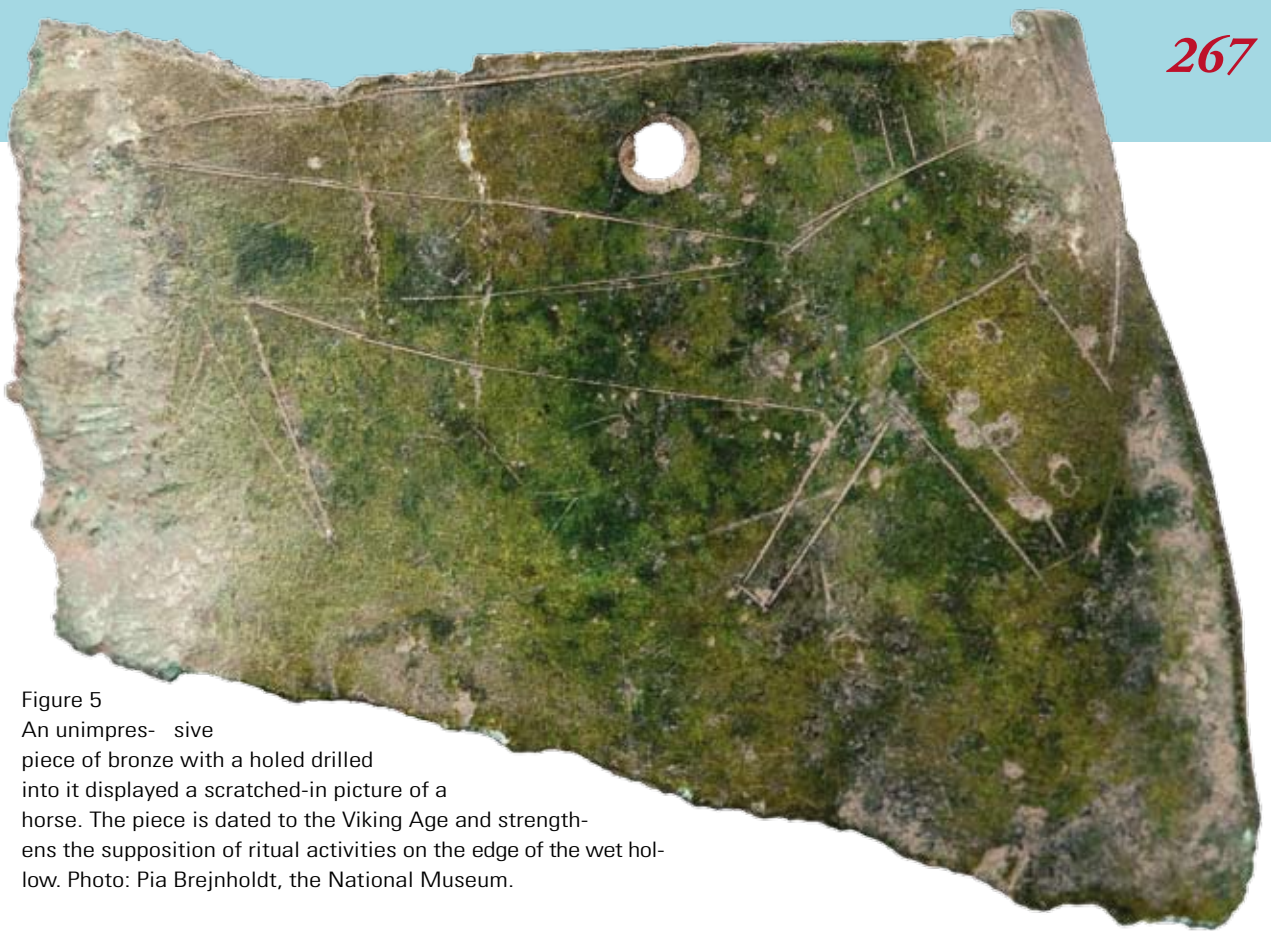 267
Figure 5
An unimpres- sive
piece of bronze with a holed drilled
into it displayed a scratched-in picture of a
horse. The piece is dated to the Viking Age and strength-
ens the supposition of ritual activities on the edge of the wet hol-
low. Photo: Pia Brejnholdt, the National Museum.